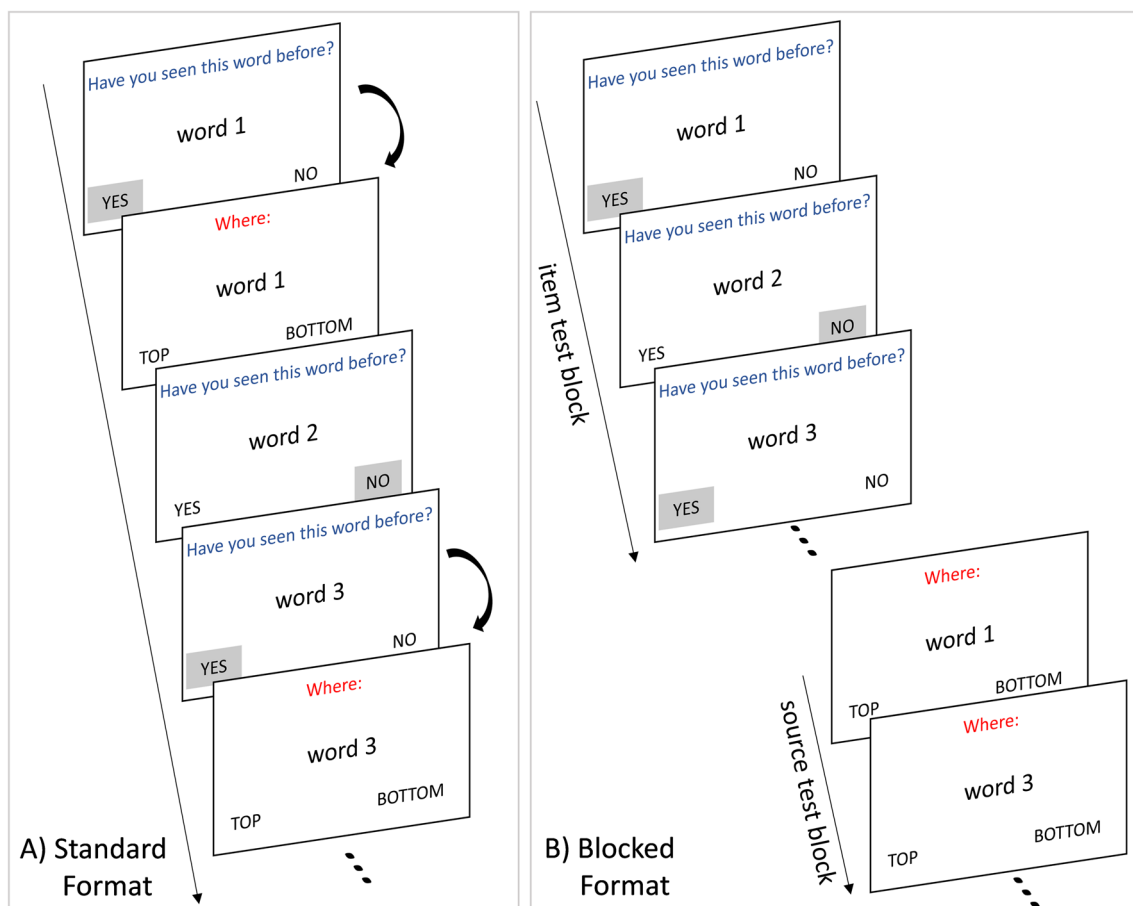 Have you seen this word before?
word 1
YES
NO
Where:
word 1
TOP
BOTTOM
Have you seen this word before?
word 2
YES
NO
Have you seen this word before?
word 3
YES
NO
Where:
word 3
TOP
BOTTOM
A) Standard
Format
Have you seen this word before?
word 1
YES
NO
Have you seen this word before?
word 2
YES
NO
Have you seen this word before?
word 3
YES
NO
item test block
Where:
word 1
TOP
BOTTOM
Where:
word 3
TOP
BOTTOM
source test block
B) Blocked
Format